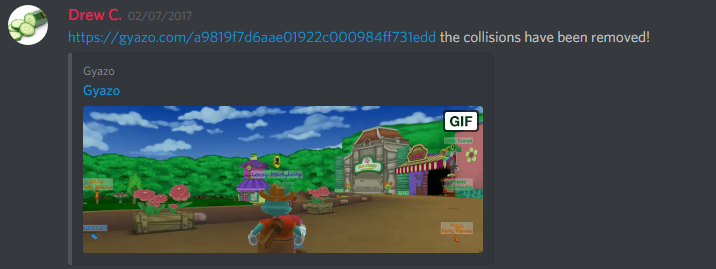 Drew C. 02/07/2017
https://gyazo.com/a9819f7d6aae01922c000984ff731edd the collisions have been removed!
Gyazo
Gyazo
GIF